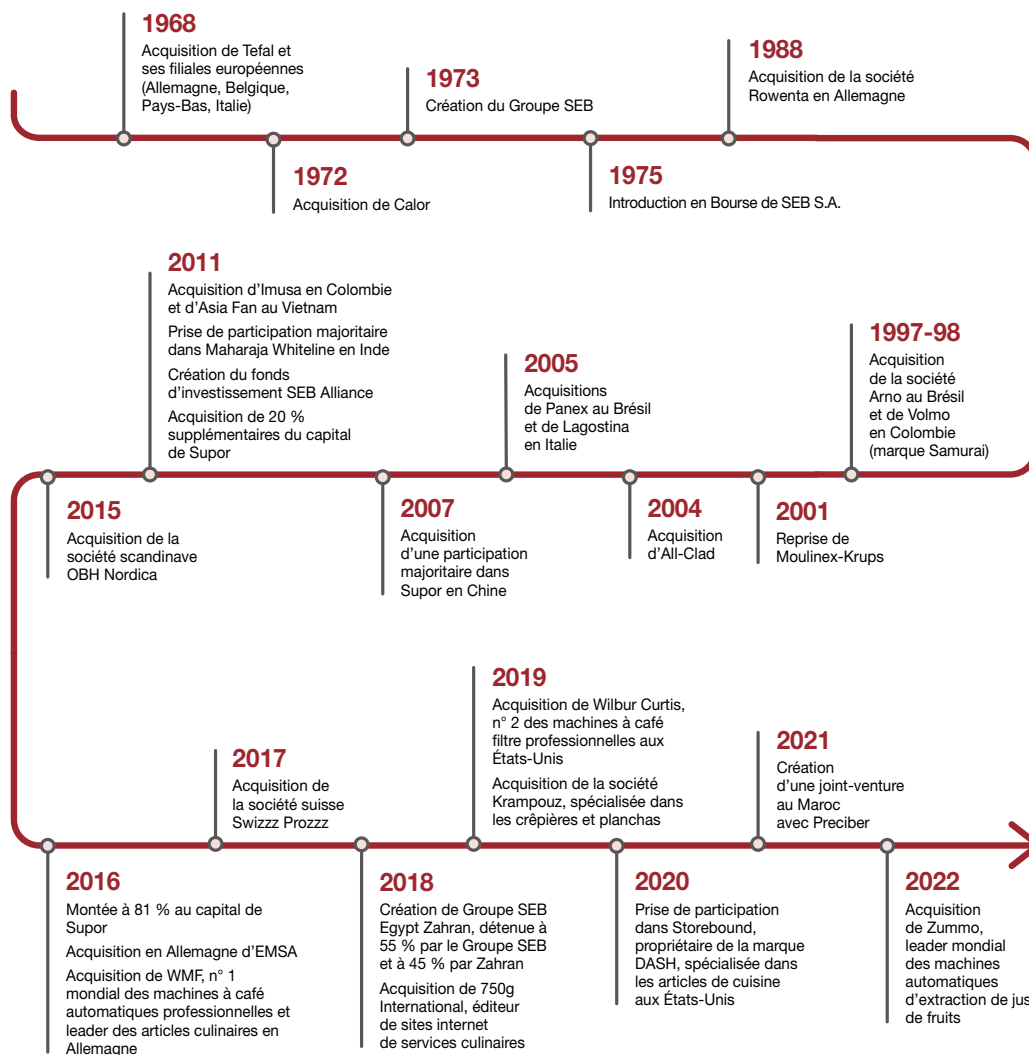 1968
Acquisition de Tefal et
ses filiales européennes
(Allemagne, Belgique,
Pays-Bas, Italie)
1972
Acquisition de Calor
1973
Création du Groupe SEB
1975
Introduction en Bourse de SEB S.A.
1988
Acquisition de la société
Rowenta en Allemagne
1997-98
Acquisition
de la société
Arno au Brésil
et de Volmo
en Colombie
(marque Samurai)
2001
Reprise de
Moulinex-Krups
2004
Acquisition
d’All-Clad
2005
Acquisitions
de Panex au Brésil
et de Lagostina
en Italie
2007
Acquisition
d’une participation
majoritaire dans
Supor en Chine
2011
Acquisition d’Imusa en Colombie
et d’Asia Fan au Vietnam
Prise de participation majoritaire
dans Maharaja Whiteline en Inde
Création du fonds
d’investissement SEB Alliance
Acquisition de 20 %
supplémentaires du capital
de Supor
2015
Acquisition de la
société scandinave
OBH Nordica
2016
Montée à 81 % au capital de
Supor
Acquisition en Allemagne d’EMSA
Acquisition de WMF, n° 1
mondial des machines à café
automatiques professionnelles et
leader des articles culinaires en
Allemagne
2017
Acquisition de
la société suisse
Swizzz Prozzz
2018
Création de Groupe SEB
Egypt Zahran, détenue à
55 % par le Groupe SEB
et à 45 % par Zahran
Acquisition de 750g
International, éditeur
de sites internet
de services culinaires
2019
Acquisition de Wilbur Curtis,
n° 2 des machines à café
filtre professionnelles aux
États-Unis
Acquisition de la société
Krampouz, spécialisée dans
les crêpières et planchas
2020
Prise de participation
dans Storebound,
propriétaire de la marque
DASH, spécialisée dans
les articles de cuisine
aux États-Unis
2021
Création
d’une joint-venture
au Maroc
avec Preciber
2022
Acquisition
de Zummo,
leader mondial
des machines
automatiques
d’extraction de jus
de fruits